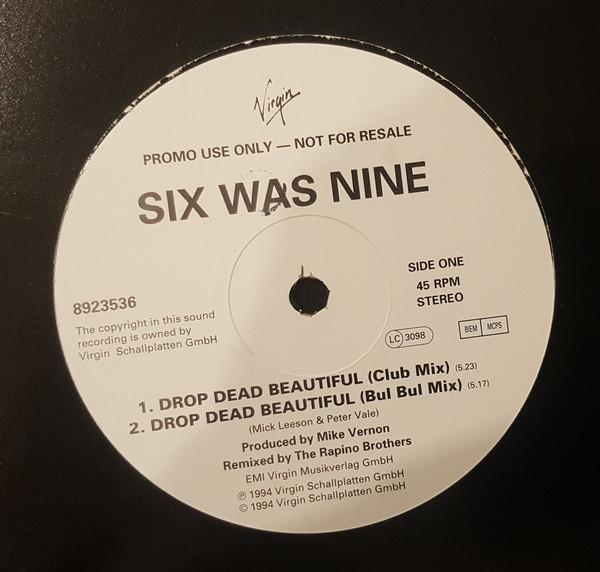 Virgin
PROMO USE ONLY — NOT FOR RESALE
SIX WAS NINE
SIDE ONE
45 RPM
STEREO
8923536
The copyright in this sound
recording is owned by
Virgin Schallplatten GmbH
LC 3098
BIEM MCPS
1. DROP DEAD BEAUTIFUL (Club Mix) (5.23)
2. DROP DEAD BEAUTIFUL (Bul Bul Mix) (5.17)
(Mick Leeson & Peter Vale)
Produced by Mike Vernon
Remixed by The Rapino Brothers
EMI Virgin Musikverlag GmbH
℗ 1994 Virgin Schallplatten GmbH
© 1994 Virgin Schallplatten GmbH